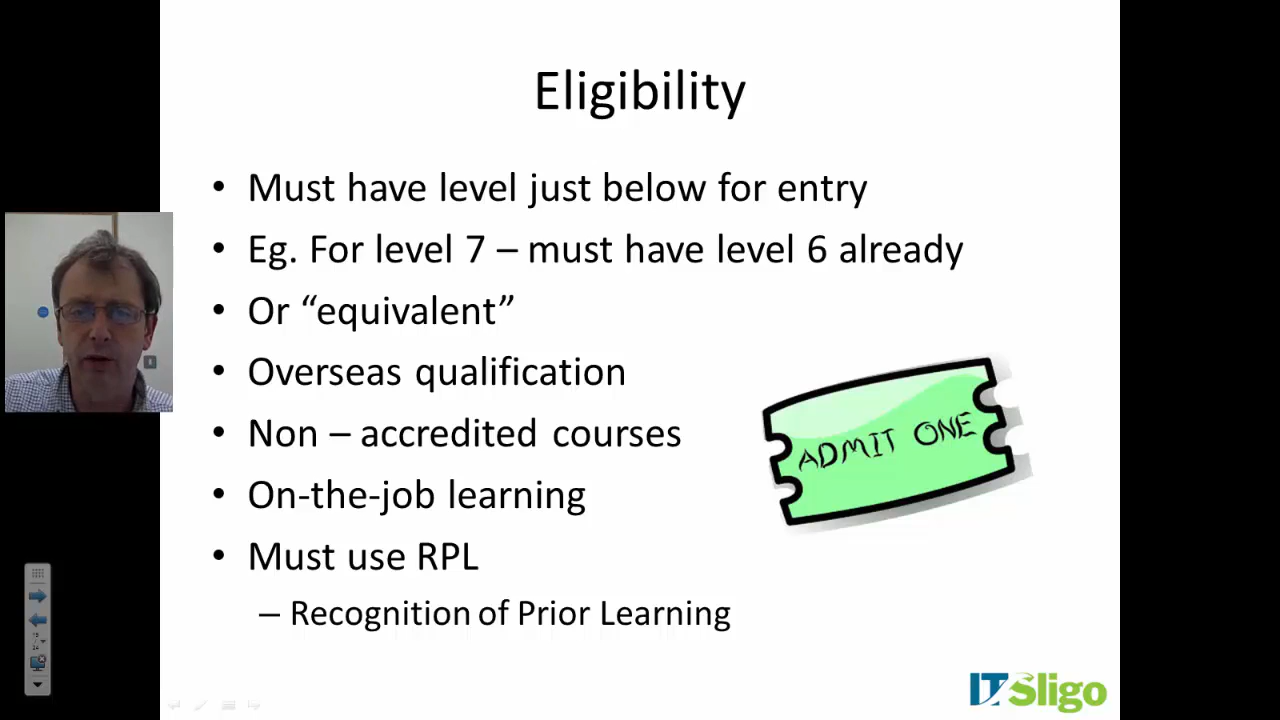 Eligibility
• Must have level just below for entry
• Eg. For level 7 – must have level 6 already
• Or “equivalent”
• Overseas qualification
• Non – accredited courses
• On-the-job learning
• Must use RPL
– Recognition of Prior Learning
ADMIT ONE
IT Sligo